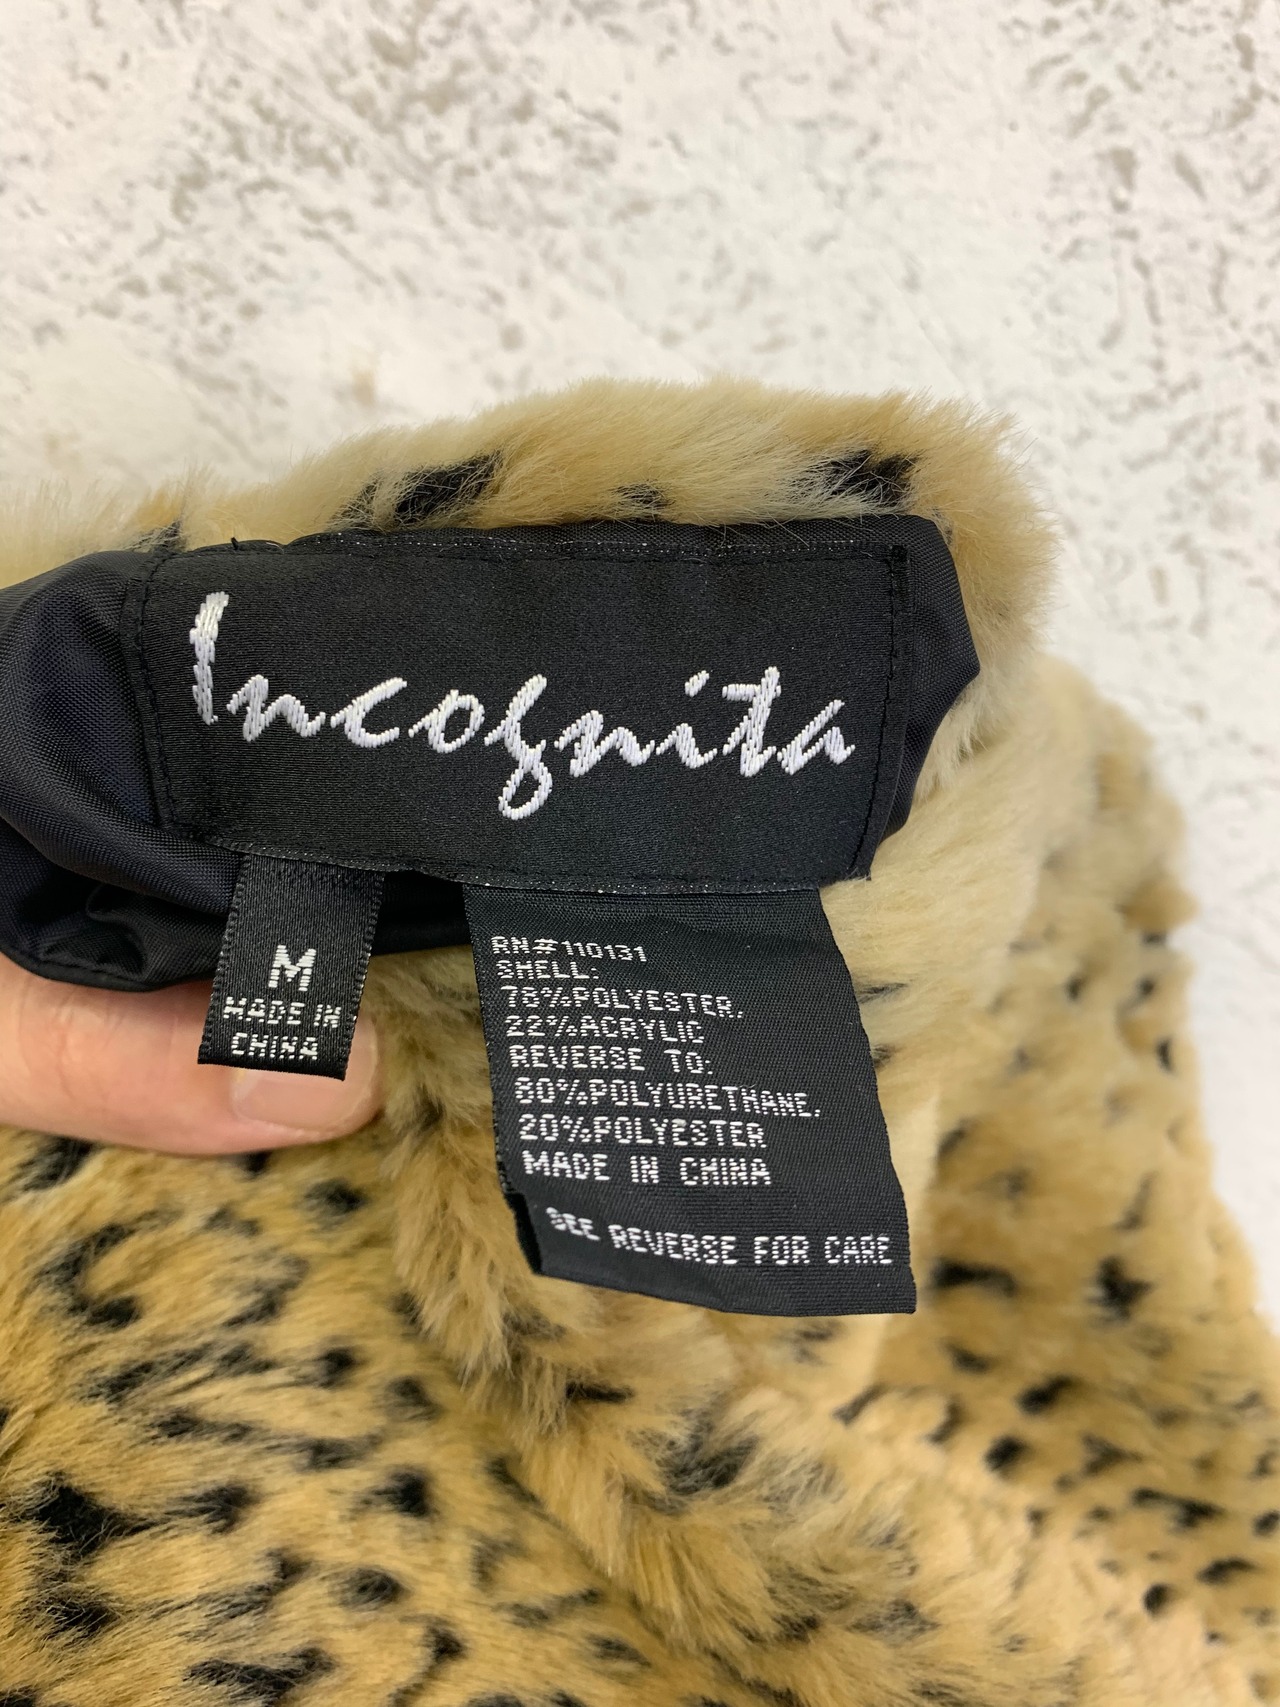 Incognita
M
MADE IN
CHINA
RN#110131
SHELL:
78%POLYESTER,
22%ACRYLIC
REVERSE TO:
80%POLYURETHANE,
20%POLYESTER
MADE IN CHINA
SEE REVERSE FOR CARE